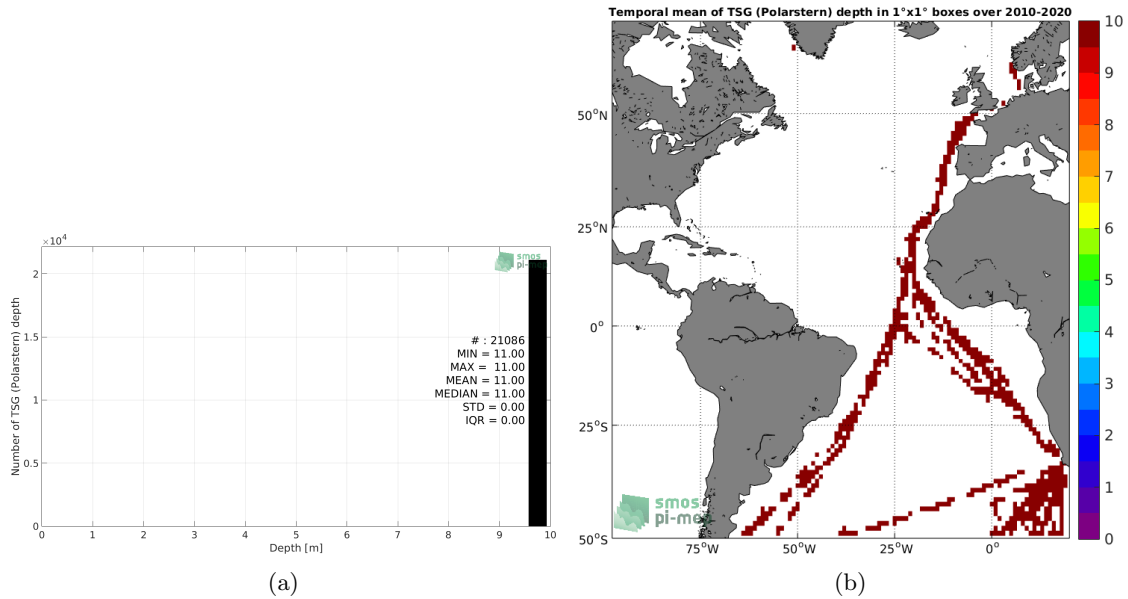 ×10⁴
2
1.5
1
0.5
0
Number of TSG (Polarstern) depth
smos
pi-mep
# : 21086
MIN = 11.00
MAX = 11.00
MEAN = 11.00
MEDIAN = 11.00
STD = 0.00
IQR = 0.00
0 1 2 3 4 5 6 7 8 9 10
Depth [m]
(a)
Temporal mean of TSG (Polarstern) depth in 1°x1° boxes over 2010-2020
50°N
25°N
0°
25°S
50°S
smos
pi-mep
75°W 50°W 25°W 0°
10
9
8
7
6
5
4
3
2
1
0
(b)